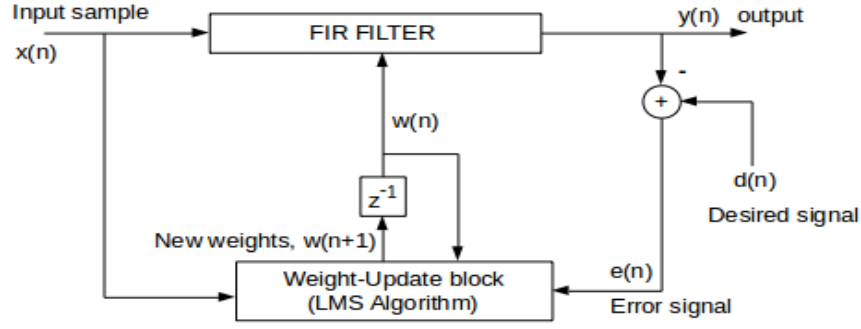 Input sample
x(n)
FIR FILTER
y(n) output
-
+
w(n)
z-1
d(n)
Desired signal
New weights, w(n+1)
Weight-Update block
(LMS Algorithm)
e(n)
Error signal